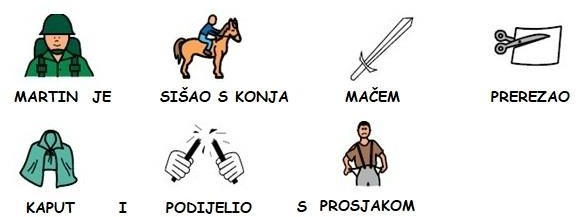 MARTIN JE SIŠAO S KONJA MAČEM PREREZAO
KAPUT I PODIJELIO S PROSJAKOM